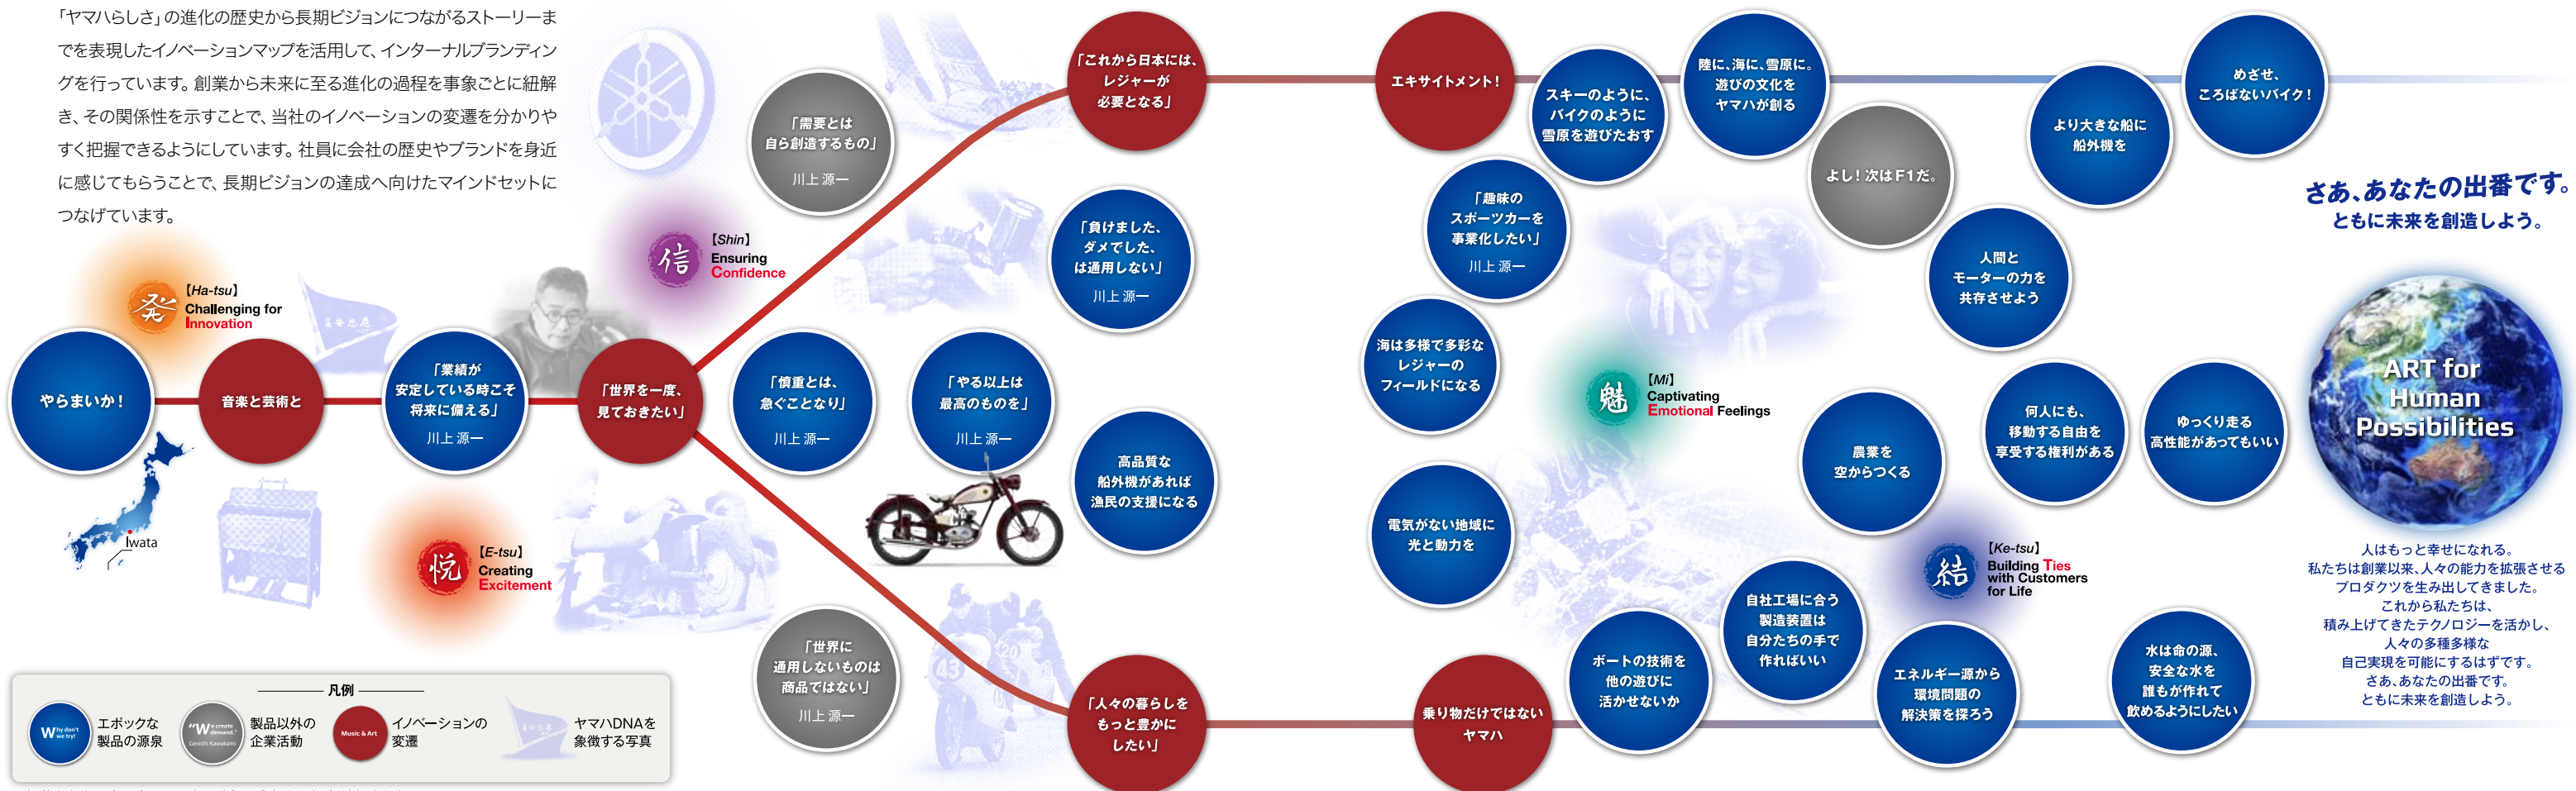 「ヤマハらしさ」の進化の歴史から長期ビジョンにつながるストーリーま
でを表現したイノベーションマップを活用して、インターナルブランディン
グを行っています。創業から未来に至る進化の過程を事象ごとに紐解
き、その関係性を示すことで、当社のイノベーションの変遷を分かりや
すく把握できるようにしています。社員に会社の歴史やブランドを身近
に感じてもらうことで、長期ビジョンの達成へ向けたマインドセットに
つなげています。
発
【Ha-tsu】
Challenging for
Innovation
やらまいか！
Iwata
音楽と芸術と
「業績が
安定している時こそ
将来に備える」
川上 源一
悦
【E-tsu】
Creating
Excitement
「世界を一度、
見ておきたい」
信
【Shin】
Ensuring
Confidence
「需要とは
自ら創造するもの」
川上 源一
「慎重とは、
急ぐことなり」
川上 源一
「世界に
通用しないものは
商品ではない」
川上 源一
「やる以上は
最高のものを」
川上 源一
「これから日本には、
レジャーが
必要となる」
「負けました、
ダメでした、
は通用しない」
川上 源一
高品質な
船外機があれば
漁民の支援になる
43
20
「人々の暮らしを
もっと豊かに
したい」
エキサイトメント！
スキーのように、
バイクのように
雪原を遊びたおす
陸に、海に、雪原に。
遊びの文化を
ヤマハが創る
「趣味の
スポーツカーを
事業化したい」
川上 源一
海は多様で多彩な
レジャーの
フィールドになる
電気がない地域に
光と動力を
乗り物だけではない
ヤマハ
魅
【Mi】
Captivating
Emotional Feelings
よし！次はF1だ。
人間と
モーターの力を
共存させよう
より大きな船に
船外機を
めざせ、
ころばないバイク！
農業を
空からつくる
何人にも、
移動する自由を
享受する権利がある
ゆっくり走る
高性能があってもいい
結
【Ke-tsu】
Building Ties
with Customers
for Life
ボートの技術を
他の遊びに
活かせないか
自社工場に合う
製造装置は
自分たちの手で
作ればいい
エネルギー源から
環境問題の
解決策を探ろう
水は命の源、
安全な水を
誰もが作れて
飲めるようにしたい
さあ、あなたの出番です。
ともに未来を創造しよう。
ART for
Human
Possibilities
人はもっと幸せになれる。
私たちは創業以来、人々の能力を拡張させる
プロダクツを生み出してきました。
これから私たちは、
積み上げてきたテクノロジーを活かし、
人々の多種多様な
自己実現を可能にするはずです。
さあ、あなたの出番です。
ともに未来を創造しよう。
凡例
Why don't
we try!
エポックな
製品の源泉
"We create
demand."
Genichi Kawakami
製品以外の
企業活動
Music & Art
イノベーションの
変遷
ヤマハDNAを
象徴する写真